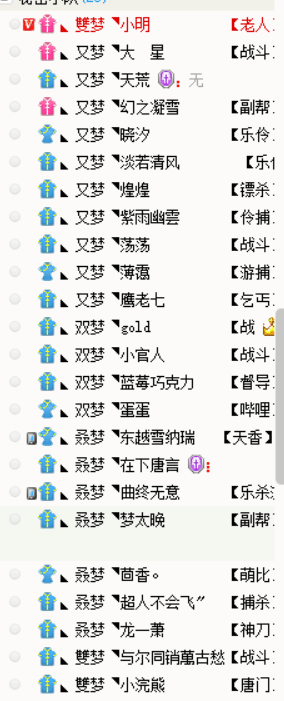 雙梦◥小明 【老人】
又梦◥大 星 【战斗
又梦◥天荒 : 无
又梦◥幻之凝雪 【副帮
又梦◥晓汐 【乐伶
又梦◥淡若清风 【乐伶
又梦◥煌煌 【镖杀
又梦◥紫雨幽雲 【伶捕
又梦◥荡荡 【战斗
又梦◥薄霭 【游捕
又梦◥鹰老七 【乞丐
双梦◥gold 【战
双梦◥小官人 【战斗
双梦◥蓝莓巧克力 【督导
双梦◥蛋蛋 【哔哩
叒梦◥东越雪纳瑞 【天香】
叒梦◥在下唐言 :
叒梦◥曲终无意 【乐杀
叒梦◥梦太晚 【副帮
叒梦◥茴香。 【萌比
叒梦◥超人不会飞〞 【捕杀
叒梦◥龙一萧 【神刀
雙梦◥与尔同销萬古愁 【战斗
雙梦◥小浣熊 【唐门